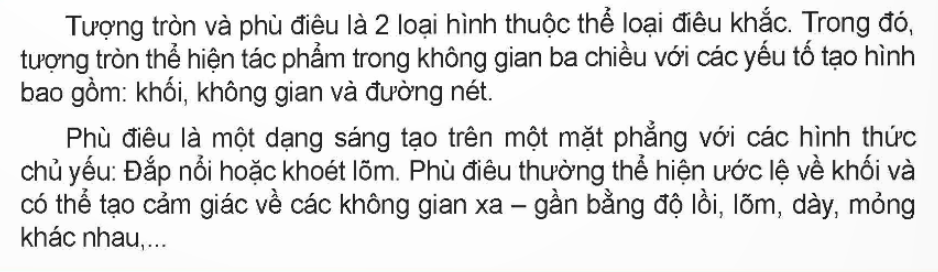 Tượng tròn và phù điêu là 2 loại hình thuộc thể loại điêu khắc. Trong đó,
tượng tròn thể hiện tác phẩm trong không gian ba chiều với các yếu tố tạo hình
bao gồm: khối, không gian và đường nét.
Phù điêu là một dạng sáng tạo trên một mặt phẳng với các hình thức
chủ yếu: Đắp nổi hoặc khoét lõm. Phù điêu thường thể hiện ước lệ về khối và
có thể tạo cảm giác về các không gian xa – gần bằng độ lồi, lõm, dày, mỏng
khác nhau,...